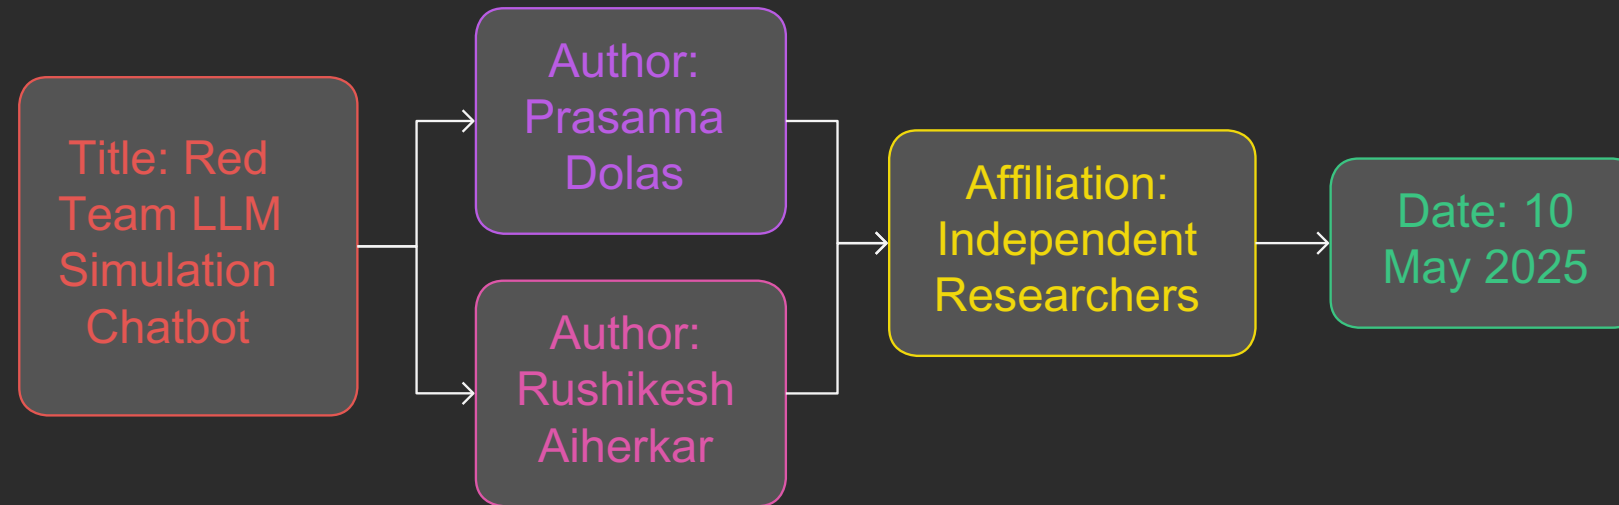 Title: Red
Team LLM
Simulation
Chatbot
Author:
Prasanna
Dolas
Author:
Rushikesh
Aiherkar
Affiliation:
Independent
Researchers
Date: 10
May 2025